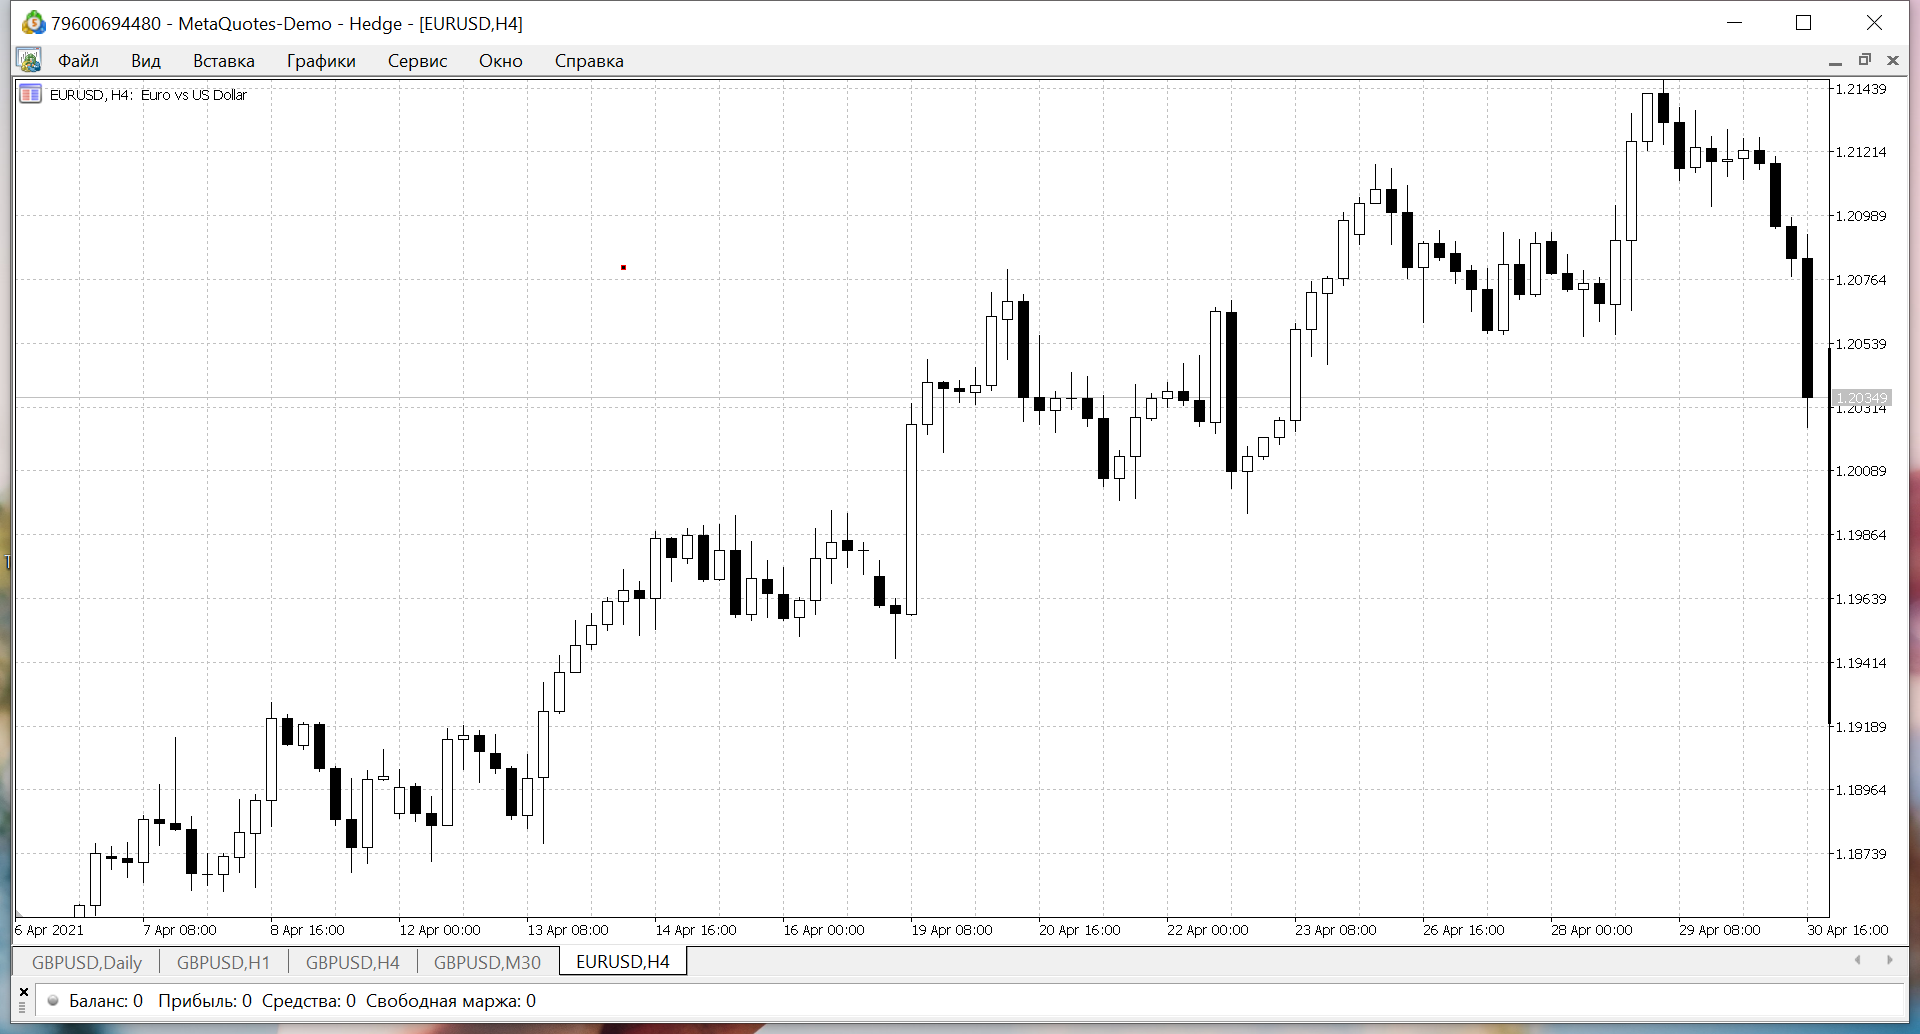 79600694480 - MetaQuotes-Demo - Hedge - [EURUSD,H4]
Файл Вид Вставка Графики Сервис Окно Справка
EURUSD, H4: Euro vs US Dollar
1.21439
1.21214
1.20989
1.20764
1.20539
1.20349
1.20314
1.20089
1.19864
1.19639
1.19414
1.19189
1.18964
1.18739
6 Apr 2021 7 Apr 08:00 8 Apr 16:00 12 Apr 00:00 13 Apr 08:00 14 Apr 16:00 16 Apr 00:00 19 Apr 08:00 20 Apr 16:00 22 Apr 00:00 23 Apr 08:00 26 Apr 16:00 28 Apr 00:00 29 Apr 08:00 30 Apr 16:00
GBPUSD,Daily GBPUSD,H1 GBPUSD,H4 GBPUSD,M30 EURUSD,H4
Баланс: 0 Прибыль: 0 Средства: 0 Свободная маржа: 0